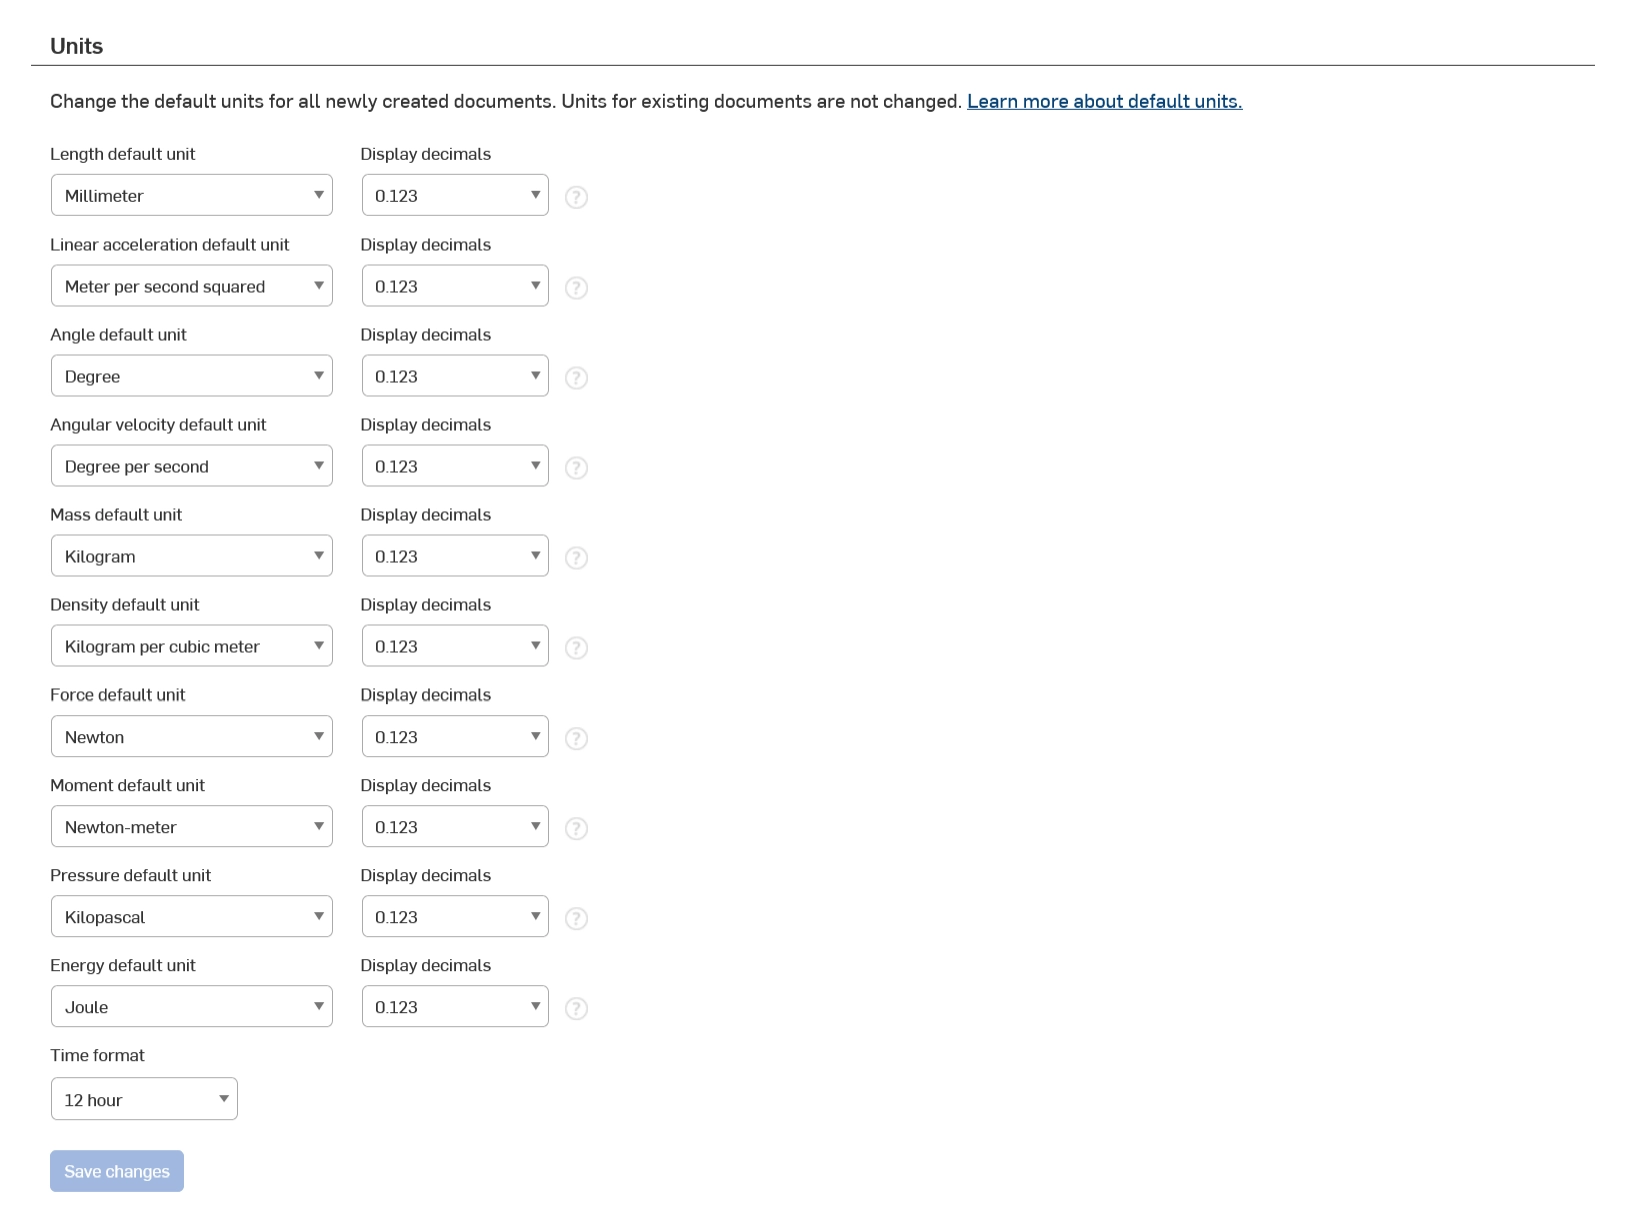 Units
Change the default units for all newly created documents. Units for existing documents are not changed. Learn more about default units.
Length default unit Display decimals
Millimeter 0.123 ?
Linear acceleration default unit Display decimals
Meter per second squared 0.123 ?
Angle default unit Display decimals
Degree 0.123 ?
Angular velocity default unit Display decimals
Degree per second 0.123 ?
Mass default unit Display decimals
Kilogram 0.123 ?
Density default unit Display decimals
Kilogram per cubic meter 0.123 ?
Force default unit Display decimals
Newton 0.123 ?
Moment default unit Display decimals
Newton-meter 0.123 ?
Pressure default unit Display decimals
Kilopascal 0.123 ?
Energy default unit Display decimals
Joule 0.123 ?
Time format
12 hour
Save changes